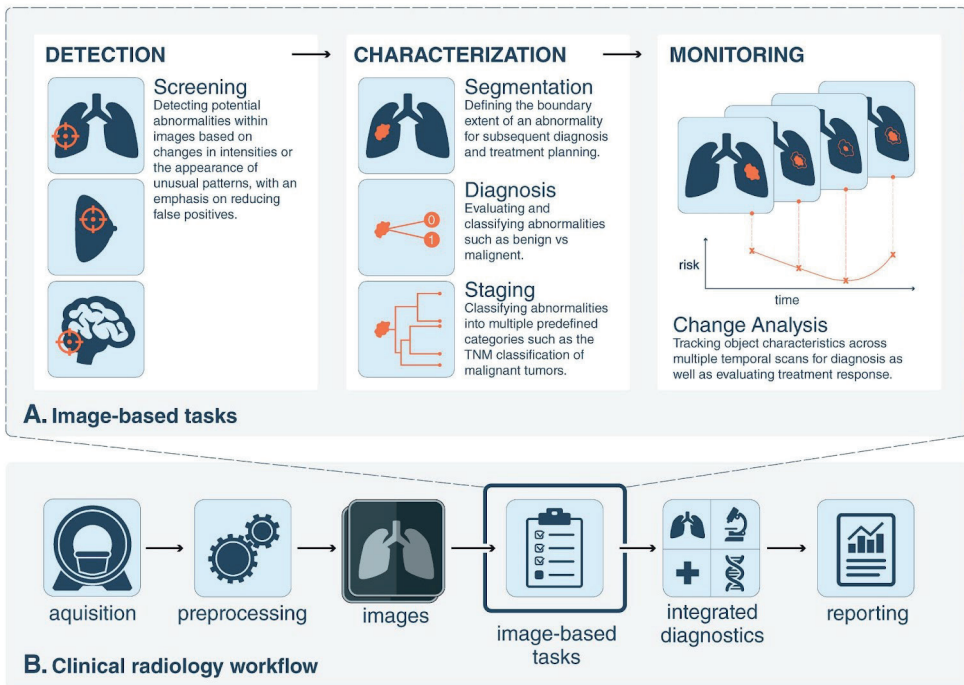 DETECTION
Screening
Detecting potential
abnormalities within
images based on
changes in intensities or
the appearance of
unusual patterns, with an
emphasis on reducing
false positives.
CHARACTERIZATION
Segmentation
Defining the boundary
extent of an abnormality
for subsequent diagnosis
and treatment planning.
Diagnosis
Evaluating and
classifying abnormalities
such as benign vs
malignent.
0
1
Staging
Classifying abnormalities
into multiple predefined
categories such as the
TNM classification of
malignant tumors.
MONITORING
risk
time
Change Analysis
Tracking object characteristics across
multiple temporal scans for diagnosis as
well as evaluating treatment response.
A. Image-based tasks
aquisition
preprocessing
images
image-based
tasks
integrated
diagnostics
reporting
B. Clinical radiology workflow